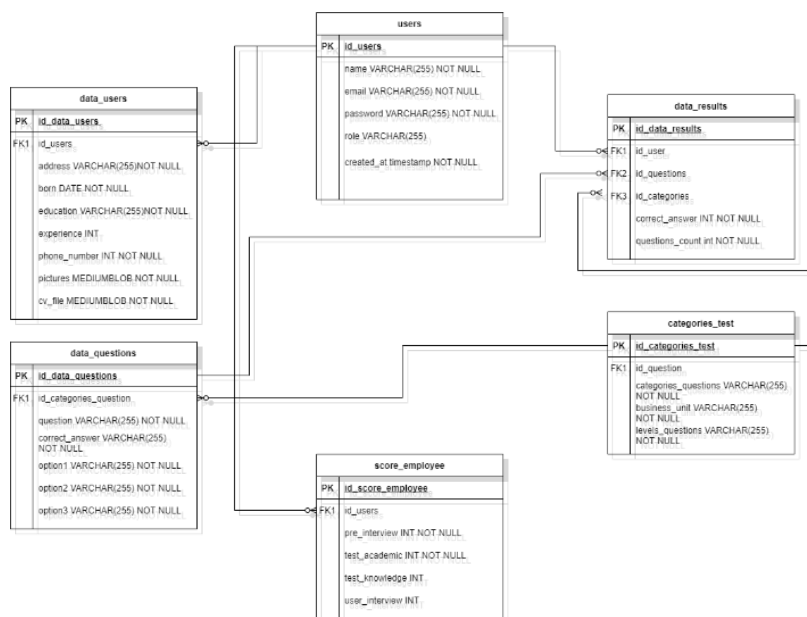 users
PK id_users
name VARCHAR(255) NOT NULL
email VARCHAR(255) NOT NULL
password VARCHAR(255) NOT NULL
role VARCHAR(255)
created_at timestamp NOT NULL
data_users
PK id_data_users
FK1 id_users
address VARCHAR(255)NOT NULL
born DATE NOT NULL
education VARCHAR(255)NOT NULL
experience INT
phone_number INT NOT NULL
pictures MEDIUMBLOB NOT NULL
cv_file MEDIUMBLOB NOT NULL
data_results
PK id_data_results
FK1 id_user
FK2 id_questions
FK3 id_categories
correct_answer INT NOT NULL
questions_count int NOT NULL
data_questions
PK id_data_questions
FK1 id_categories_question
question VARCHAR(255) NOT NULL
correct_answer VARCHAR(255)
NOT NULL
option1 VARCHAR(255) NOT NULL
option2 VARCHAR(255) NOT NULL
option3 VARCHAR(255) NOT NULL
categories_test
PK id_categories_test
FK1 id_question
categories_questions VARCHAR(255)
NOT NULL
business_unit VARCHAR(255)
NOT NULL
levels_questions VARCHAR(255)
NOT NULL
score_employee
PK id_score_employee
FK1 id_users
pre_interview INT NOT NULL
test_academic INT NOT NULL
test_knowledge INT
user_interview INT